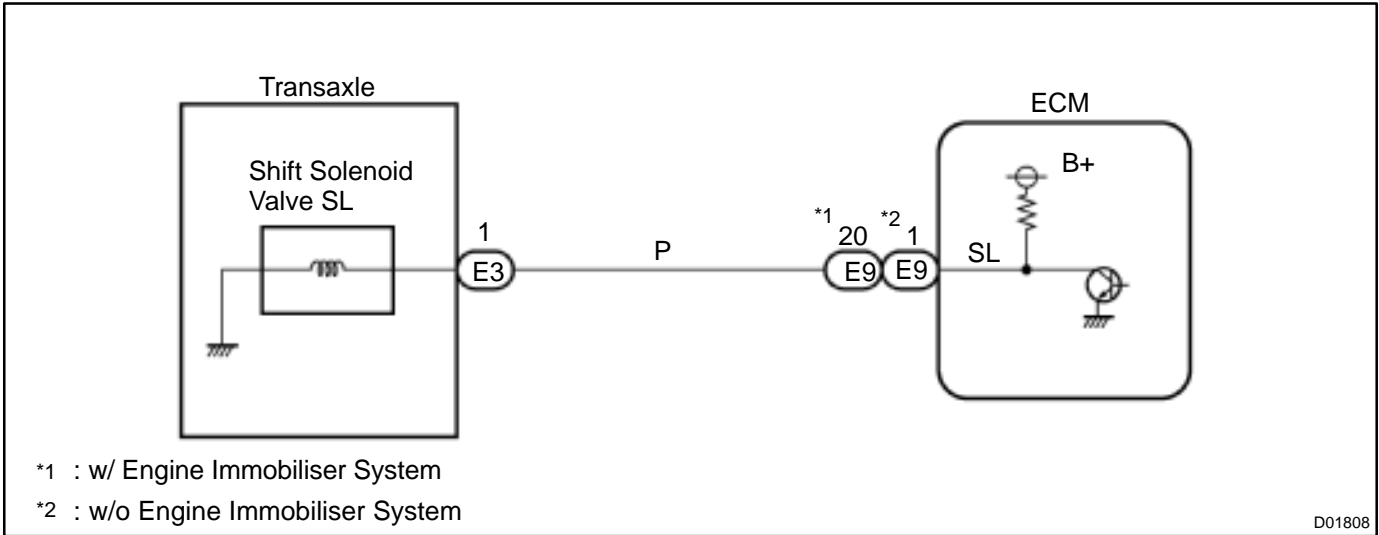 Transaxle
ECM
Shift Solenoid
Valve SL
B+
1
P
*1 20
*2 1
SL
E3
E9
E9
*1 : w/ Engine Immobiliser System
*2 : w/o Engine Immobiliser System
D01808